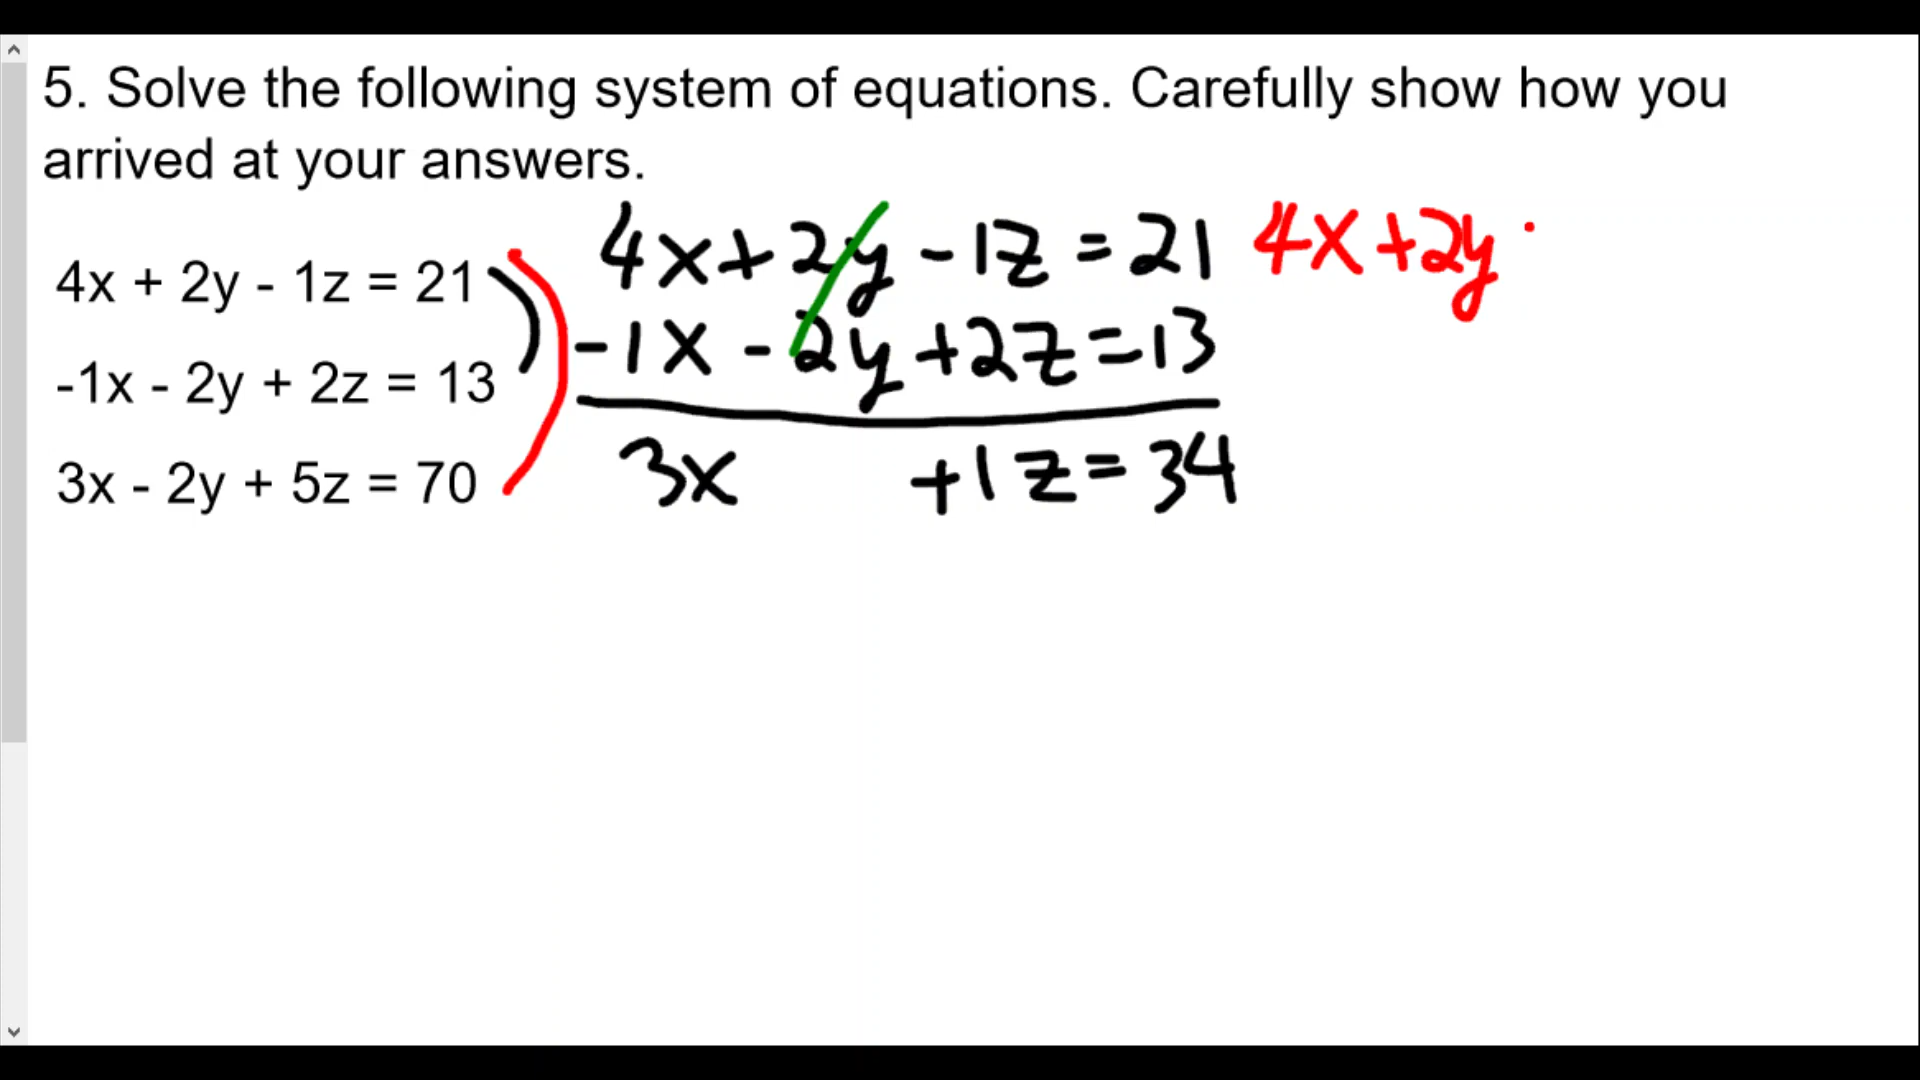 5. Solve the following system of equations. Carefully show how you
arrived at your answers.
4x + 2y - 1z = 21
-1x - 2y + 2z = 13
3x - 2y + 5z = 70
4x+2y-1z=21
-1x-2y+2z=13
3x +1z=34
4x+2y